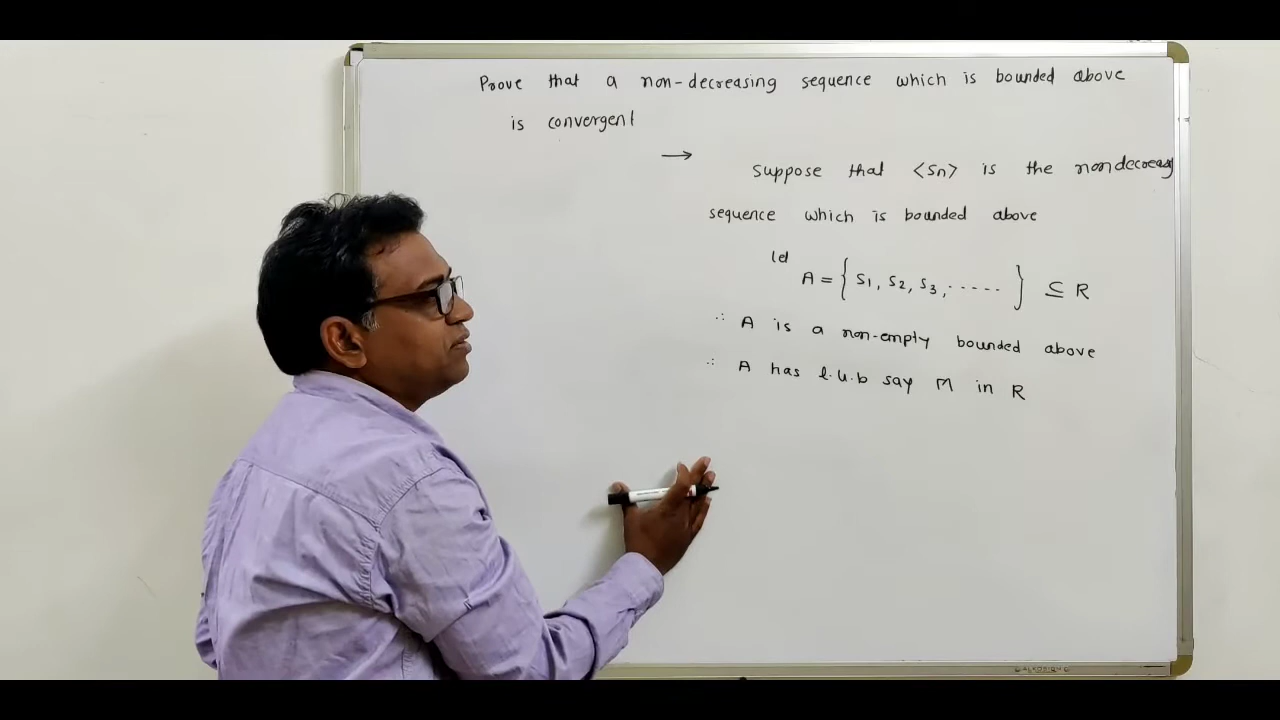 Prove that a non-decreasing sequence which is bounded above
is convergent
→ Suppose that <Sn> is the nondecreasing
sequence which is bounded above
let
A = { S1, S2, S3, ..... } ⊆ R
∴ A is a non-empty bounded above
∴ A has l.u.b say M in R